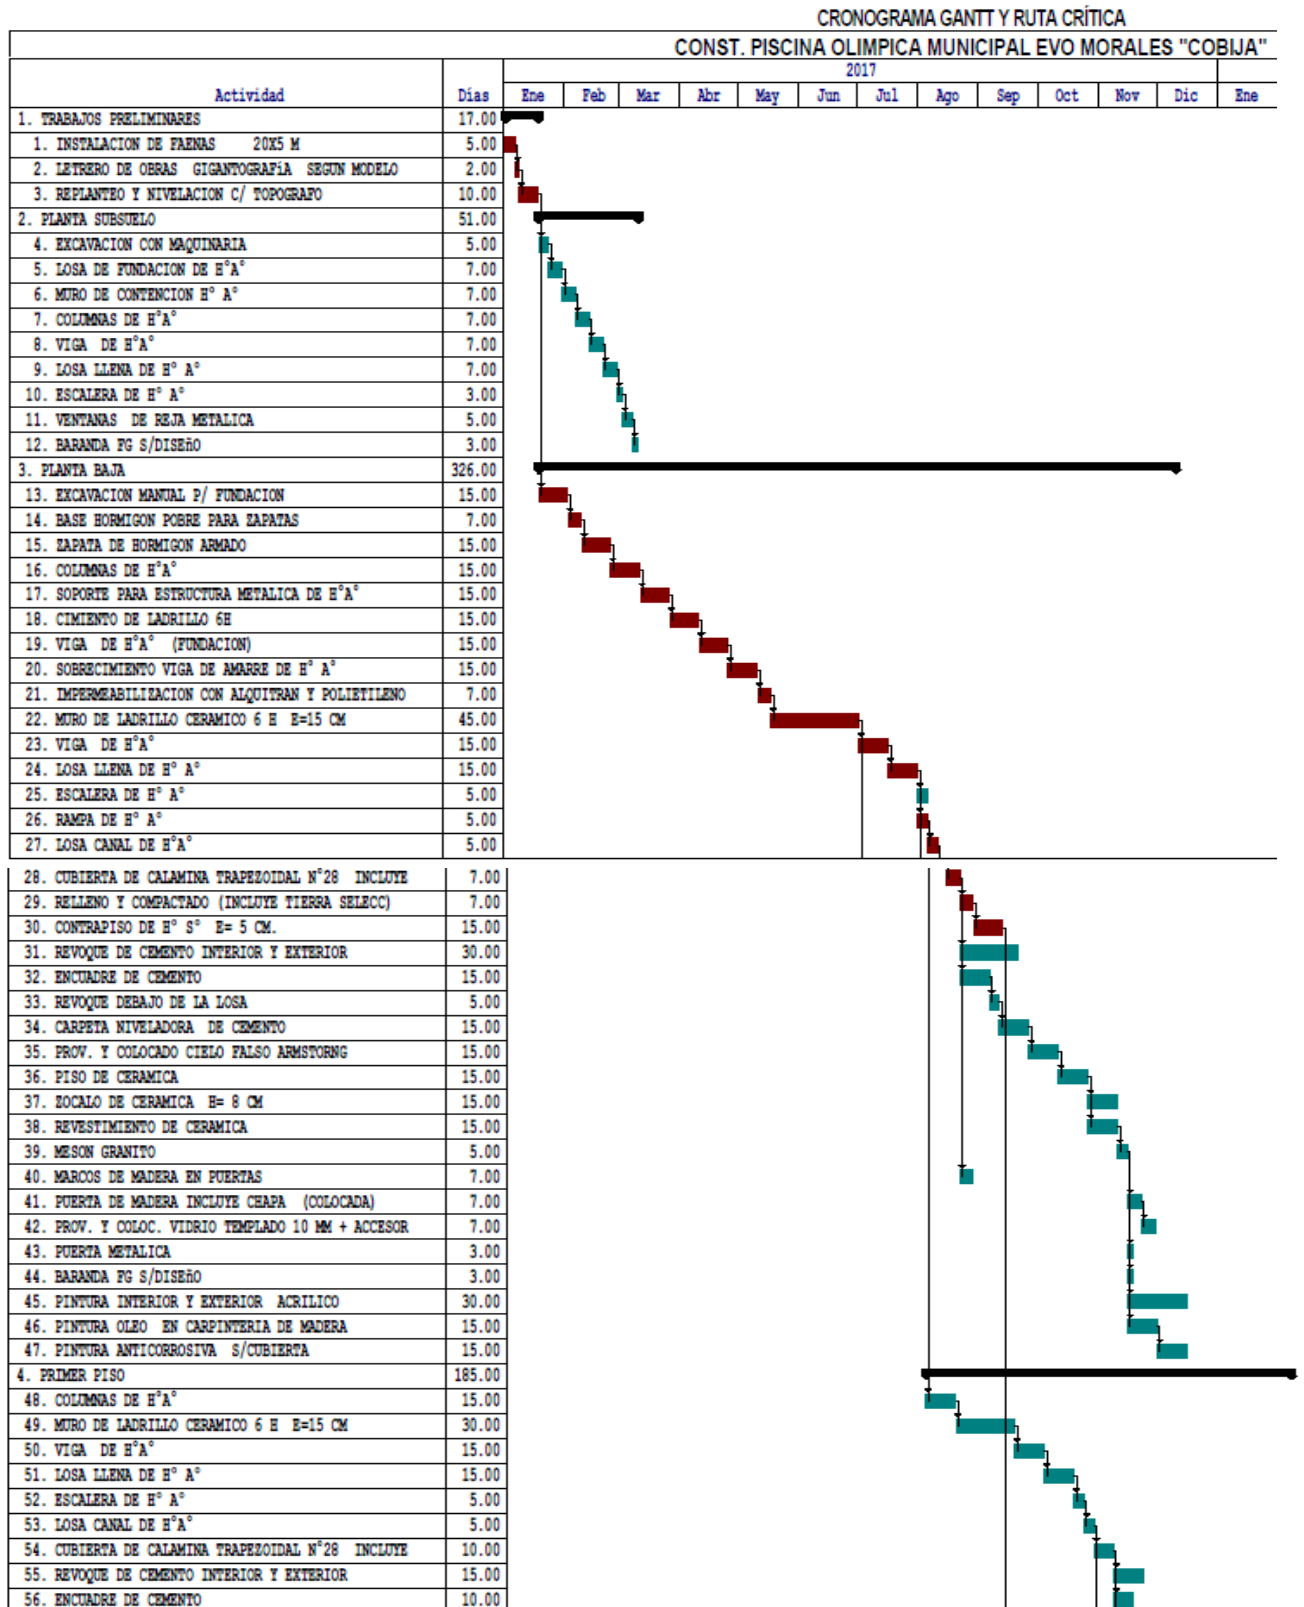 CRONOGRAMA GANTT Y RUTA CRÍTICA
CONST. PISCINA OLIMPICA MUNICIPAL EVO MORALES "COBIJA"
2017
Actividad Días Ene Feb Mar Abr May Jun Jul Ago Sep Oct Nov Dic Ene
1. TRABAJOS PRELIMINARES 17.00
1. INSTALACION DE FAENAS 20X5 M 5.00
2. LETRERO DE OBRAS GIGANTOGRAFíA SEGUN MODELO 2.00
3. REPLANTEO Y NIVELACION C/ TOPOGRAFO 10.00
2. PLANTA SUBSUELO 51.00
4. EXCAVACION CON MAQUINARIA 5.00
5. LOSA DE FUNDACION DE H°A° 7.00
6. MURO DE CONTENCION H° A° 7.00
7. COLUMNAS DE H°A° 7.00
8. VIGA DE H°A° 7.00
9. LOSA LLENA DE H° A° 7.00
10. ESCALERA DE H° A° 3.00
11. VENTANAS DE REJA METALICA 5.00
12. BARANDA FG S/DISEñO 3.00
3. PLANTA BAJA 326.00
13. EXCAVACION MANUAL P/ FUNDACION 15.00
14. BASE HORMIGON POBRE PARA ZAPATAS 7.00
15. ZAPATA DE HORMIGON ARMADO 15.00
16. COLUMNAS DE H°A° 15.00
17. SOPORTE PARA ESTRUCTURA METALICA DE H°A° 15.00
18. CIMIENTO DE LADRILLO 6H 15.00
19. VIGA DE H°A° (FUNDACION) 15.00
20. SOBRECIMIENTO VIGA DE AMARRE DE H° A° 15.00
21. IMPERMEABILIZACION CON ALQUITRAN Y POLIETILENO 7.00
22. MURO DE LADRILLO CERAMICO 6 H E=15 CM 45.00
23. VIGA DE H°A° 15.00
24. LOSA LLENA DE H° A° 15.00
25. ESCALERA DE H° A° 5.00
26. RAMPA DE H° A° 5.00
27. LOSA CANAL DE H°A° 5.00
28. CUBIERTA DE CALAMINA TRAPEZOIDAL N°28 INCLUYE 7.00
29. RELLENO Y COMPACTADO (INCLUYE TIERRA SELECC) 7.00
30. CONTRAPISO DE H° S° E= 5 CM. 15.00
31. REVOQUE DE CEMENTO INTERIOR Y EXTERIOR 30.00
32. ENCUADRE DE CEMENTO 15.00
33. REVOQUE DEBAJO DE LA LOSA 5.00
34. CARPETA NIVELADORA DE CEMENTO 15.00
35. PROV. Y COLOCADO CIELO FALSO ARMSTORNG 15.00
36. PISO DE CERAMICA 15.00
37. ZOCALO DE CERAMICA H= 8 CM 15.00
38. REVESTIMIENTO DE CERAMICA 15.00
39. MESON GRANITO 5.00
40. MARCOS DE MADERA EN PUERTAS 7.00
41. PUERTA DE MADERA INCLUYE CHAPA (COLOCADA) 7.00
42. PROV. Y COLOC. VIDRIO TEMPLADO 10 MM + ACCESOR 7.00
43. PUERTA METALICA 3.00
44. BARANDA FG S/DISEñO 3.00
45. PINTURA INTERIOR Y EXTERIOR ACRILICO 30.00
46. PINTURA OLEO EN CARPINTERIA DE MADERA 15.00
47. PINTURA ANTICORROSIVA S/CUBIERTA 15.00
4. PRIMER PISO 185.00
48. COLUMNAS DE H°A° 15.00
49. MURO DE LADRILLO CERAMICO 6 H E=15 CM 30.00
50. VIGA DE H°A° 15.00
51. LOSA LLENA DE H° A° 15.00
52. ESCALERA DE H° A° 5.00
53. LOSA CANAL DE H°A° 5.00
54. CUBIERTA DE CALAMINA TRAPEZOIDAL N°28 INCLUYE 10.00
55. REVOQUE DE CEMENTO INTERIOR Y EXTERIOR 15.00
56. ENCUADRE DE CEMENTO 10.00